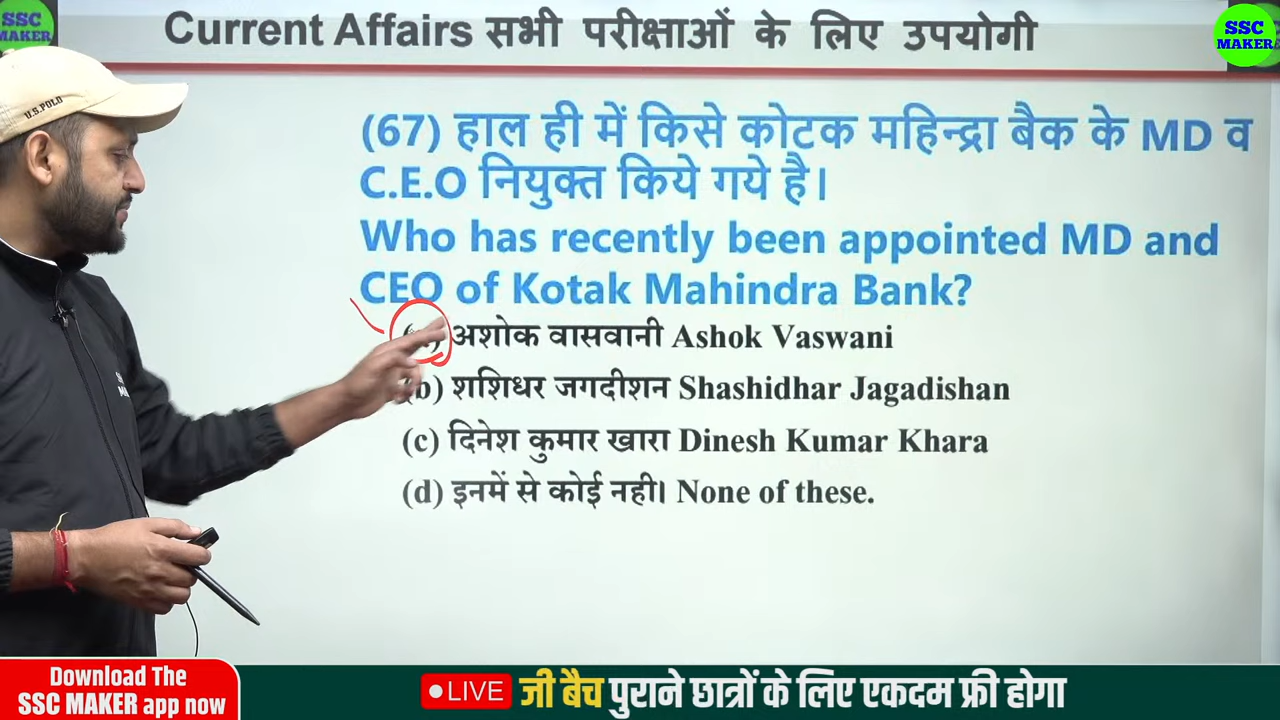 SSC
MAKER
Current Affairs सभी परीक्षाओं के लिए उपयोगी
SSC
MAKER
U.S. POLO
(67) हाल ही में किसे कोटक महिन्द्रा बैक के MD व
C.E.O नियुक्त किये गये है।
Who has recently been appointed MD and
CEO of Kotak Mahindra Bank?
अशोक वासवानी Ashok Vaswani
(b) शशिधर जगदीशन Shashidhar Jagadishan
(c) दिनेश कुमार खारा Dinesh Kumar Khara
(d) इनमें से कोई नही। None of these.
Download The
SSC MAKER app now
LIVE जी बैच पुराने छात्रों के लिए एकदम फ्री होगा